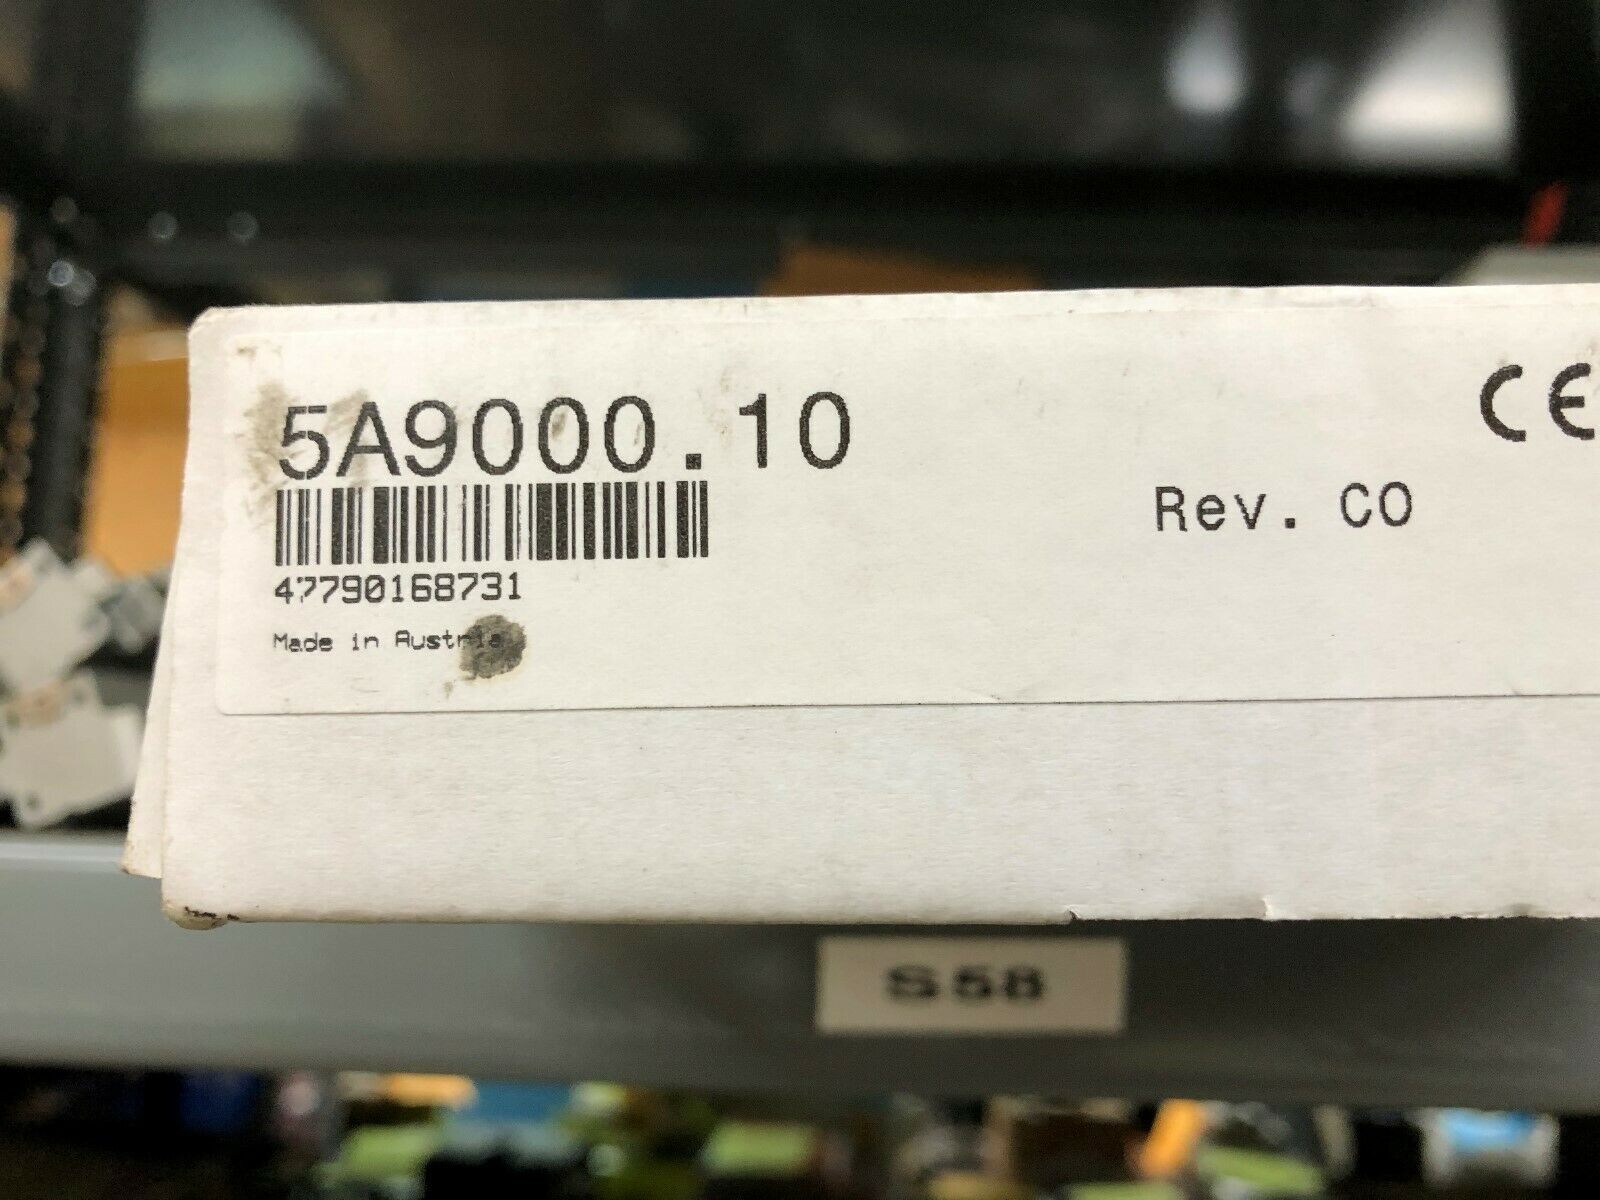 5A9000.10
CE
Rev. C0
47790168731
Made in Austria
S58